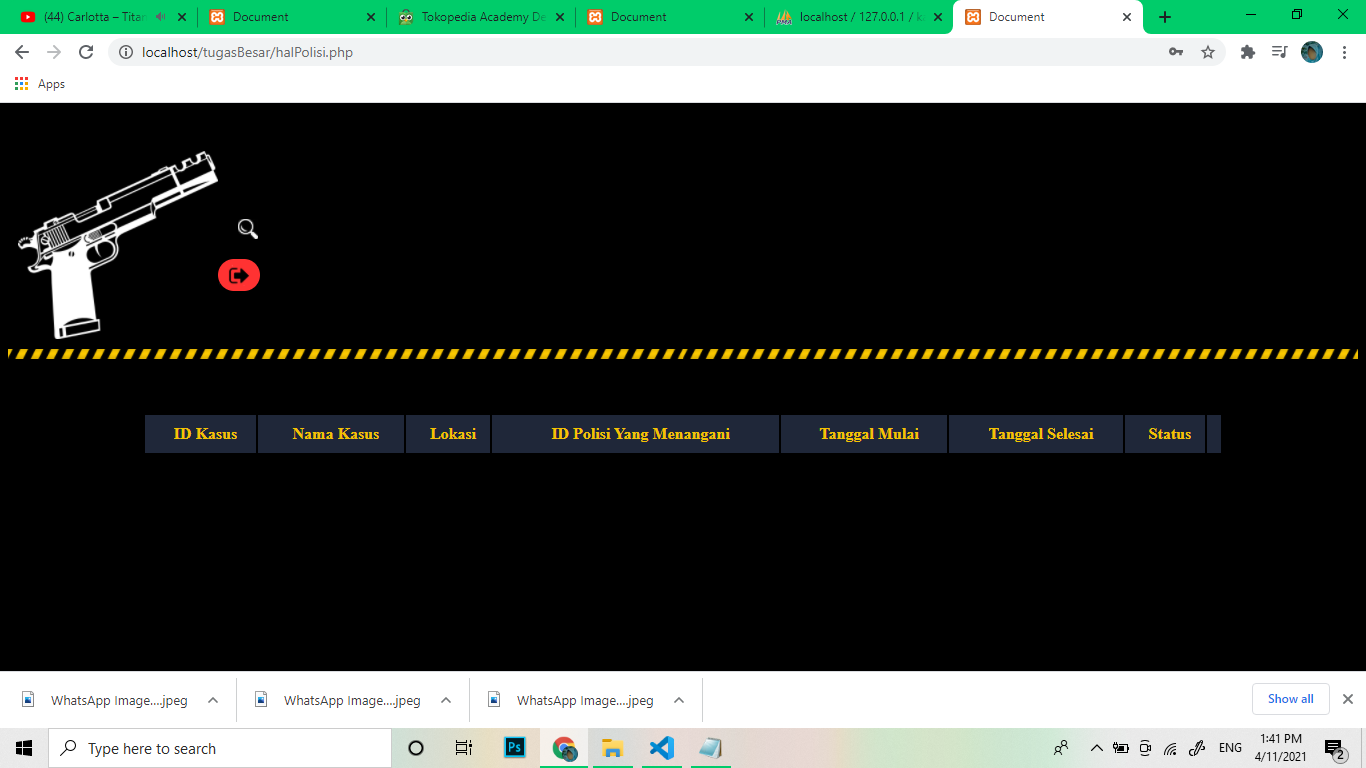 (44) Carlotta – Titan
Document
Tokopedia Academy De
Document
localhost / 127.0.0.1 / k
Document
localhost/tugasBesar/halPolisi.php
Apps
ID Kasus
Nama Kasus
Lokasi
ID Polisi Yang Menangani
Tanggal Mulai
Tanggal Selesai
Status
WhatsApp Image....jpeg
WhatsApp Image....jpeg
WhatsApp Image....jpeg
Show all
Type here to search
Ps
ENG
1:41 PM
4/11/2021
2